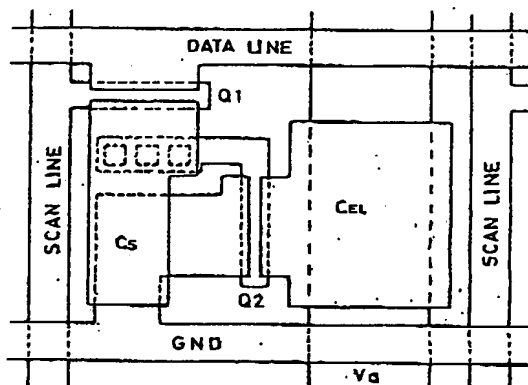 DATA LINE
Q1
SCAN LINE
CS
CEL
SCAN LINE
Q2
GND
Va